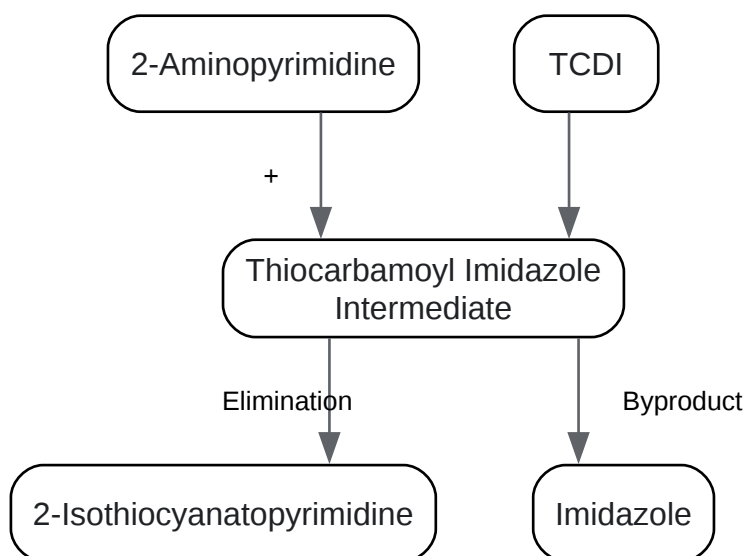 2-Aminopyrimidine
TCDI
+
Thiocarbamoyl Imidazole
Intermediate
Elimination
Byproduct
2-Isothiocyanatopyrimidine
Imidazole